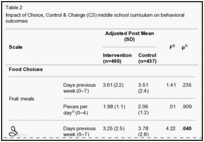 Table 2
Impact of Choice, Control & Change (C3) middle school curriculum on behavioral
outcomes
Adjusted Post Mean
(SD)
Scale
Intervention Control F^b p^b
(n=460) (n=437)
Food Choices
Fruit: meals
Days previous 3.61 (2.2) 3.51 1.41 .235
week (0–7) (2.4)
Pieces per 1.98 (1.1) 2.06 .01 .909
day (0–4) (1.2)
Days previous 3.25 (2.5) 3.78 4.22 .040
week (0–7) (2.8)